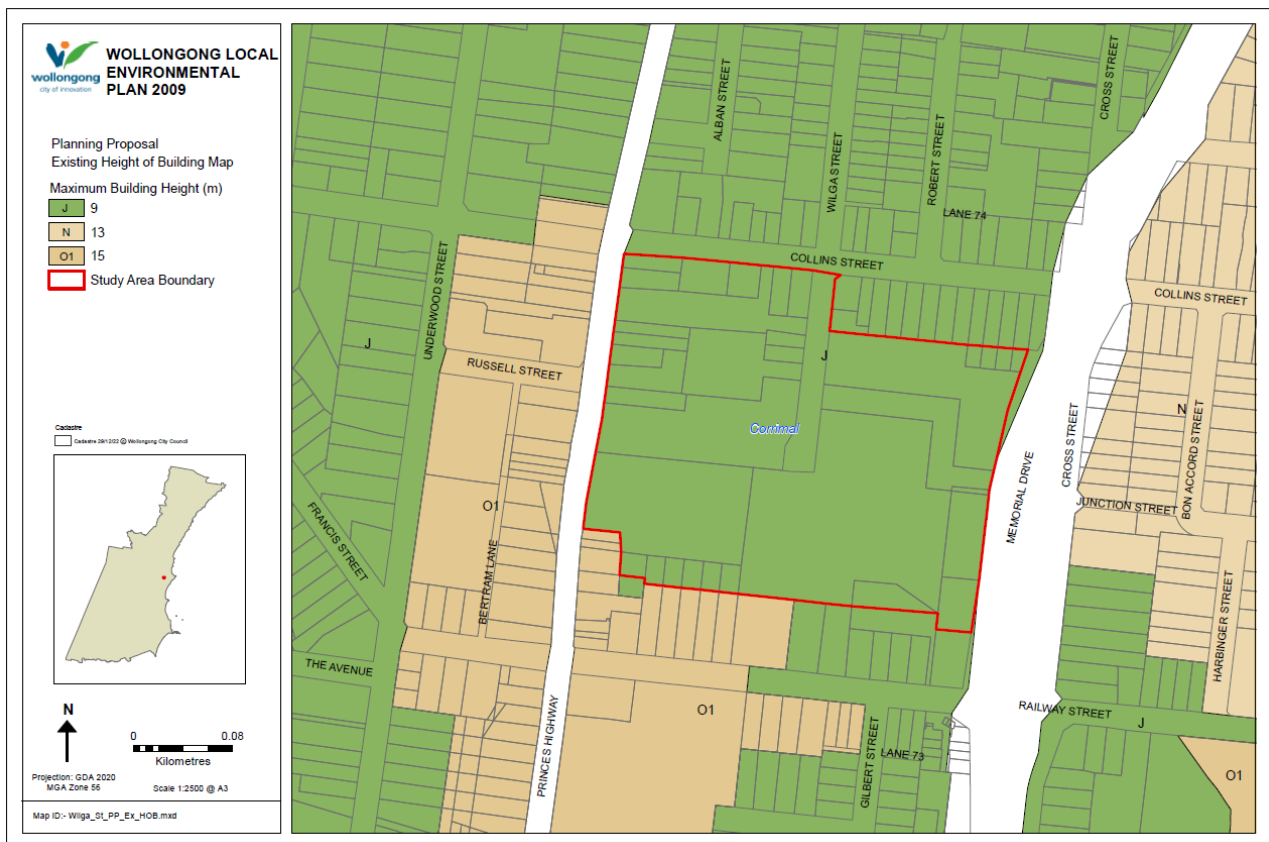 wollongong
city of innovation
WOLLONGONG LOCAL
ENVIRONMENTAL
PLAN 2009
Planning Proposal
Existing Height of Building Map
Maximum Building Height (m)
J 9
N 13
O1 15
Study Area Boundary
Cadastre
Cadastre 29/12/22 © Wollongong City Council
N
0 0.08
Kilometres
Projection: GDA 2020
MGA Zone 56
Scale 1:2500 @ A3
Map ID:- Wilga_St_PP_Ex_HOB.mxd
ALBAN STREET
WILGA STREET
ROBERT STREET
CROSS STREET
LANE 74
COLLINS STREET
COLLINS STREET
UNDERWOOD STREET
J
RUSSELL STREET
J
Corrimal
N
CROSS STREET
BON ACCORD STREET
MEMORIAL DRIVE
JUNCTION STREET
O1
FRANCIS STREET
BERTRAM LANE
HARBINGER STREET
THE AVENUE
PRINCES HIGHWAY
O1
RAILWAY STREET
J
GILBERT STREET
LANE 73
O1